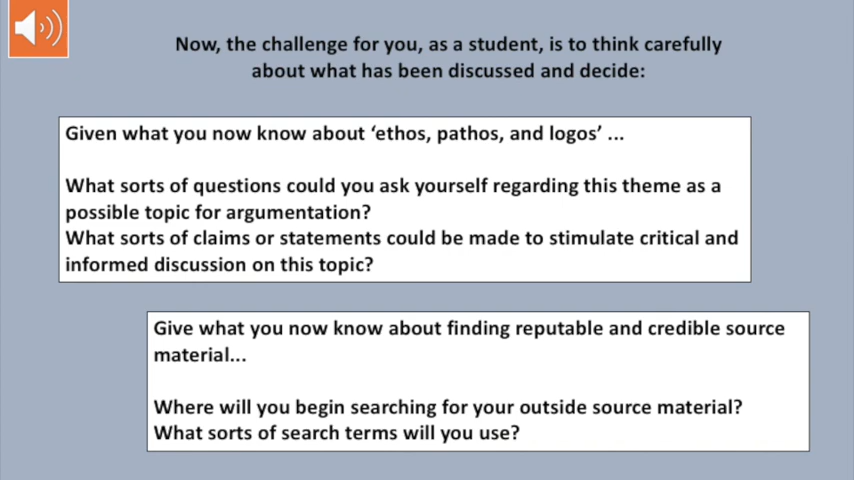 Now, the challenge for you, as a student, is to think carefully
about what has been discussed and decide:
Given what you now know about ‘ethos, pathos, and logos’ ...
What sorts of questions could you ask yourself regarding this theme as a
possible topic for argumentation?
What sorts of claims or statements could be made to stimulate critical and
informed discussion on this topic?
Give what you now know about finding reputable and credible source
material...
Where will you begin searching for your outside source material?
What sorts of search terms will you use?